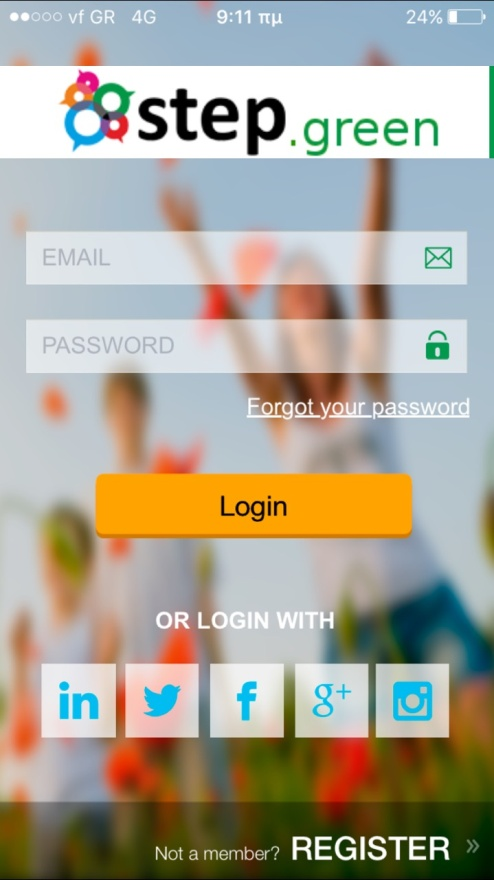 vf GR 4G 9:11 πμ 24%
step.green
EMAIL
PASSWORD
Forgot your password
Login
OR LOGIN WITH
in f g+
Not a member? REGISTER »